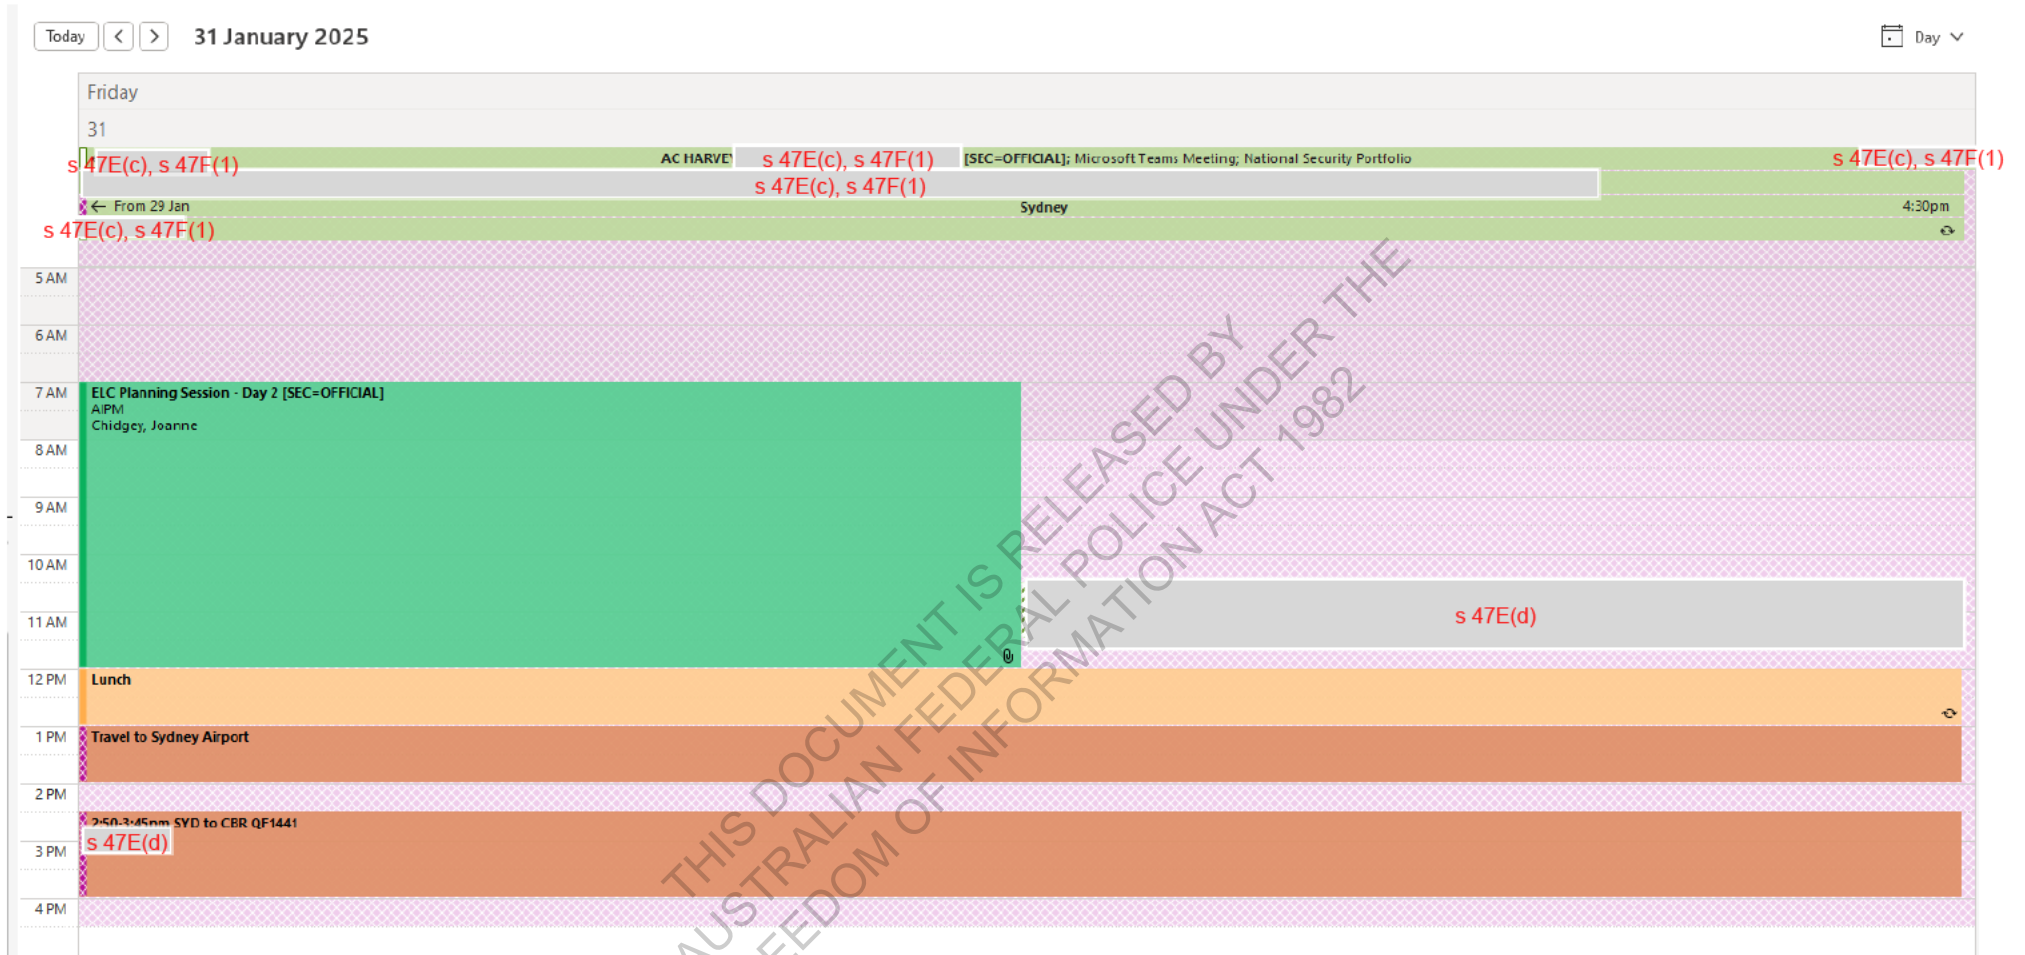 Today 31 January 2025 Day
Friday
31
s 47E(c), s 47F(1) AC HARVEY s 47E(c), s 47F(1) [SEC=OFFICIAL]; Microsoft Teams Meeting; National Security Portfolio s 47E(c), s 47F(1)
s 47E(c), s 47F(1)
← From 29 Jan Sydney 4:30pm
s 47E(c), s 47F(1)
5 AM
6 AM
7 AM ELC Planning Session - Day 2 [SEC=OFFICIAL]
AIPM
Chidgey, Joanne
8 AM
9 AM
10 AM
s 47E(d)
11 AM
12 PM Lunch
1 PM Travel to Sydney Airport
2 PM
2:50-3:45pm SYD to CBR QF1441
s 47E(d)
3 PM
4 PM
THIS DOCUMENT IS RELEASED BY
AUSTRALIAN FEDERAL POLICE UNDER THE
FREEDOM OF INFORMATION ACT 1982